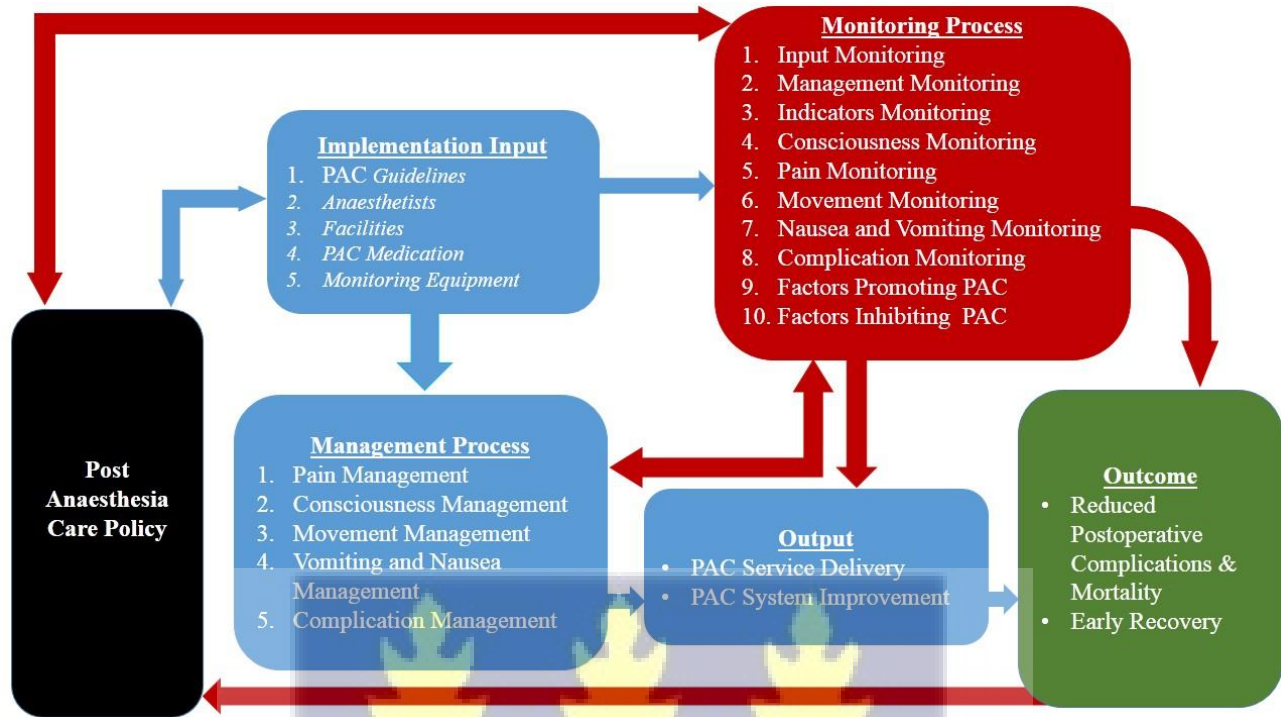 Post
Anaesthesia
Care Policy
Implementation Input
1. PAC Guidelines
2. Anaesthetists
3. Facilities
4. PAC Medication
5. Monitoring Equipment
Management Process
1. Pain Management
2. Consciousness Management
3. Movement Management
4. Vomiting and Nausea
Management
5. Complication Management
Monitoring Process
1. Input Monitoring
2. Management Monitoring
3. Indicators Monitoring
4. Consciousness Monitoring
5. Pain Monitoring
6. Movement Monitoring
7. Nausea and Vomiting Monitoring
8. Complication Monitoring
9. Factors Promoting PAC
10. Factors Inhibiting PAC
Output
• PAC Service Delivery
• PAC System Improvement
Outcome
• Reduced
Postoperative
Complications &
Mortality
• Early Recovery